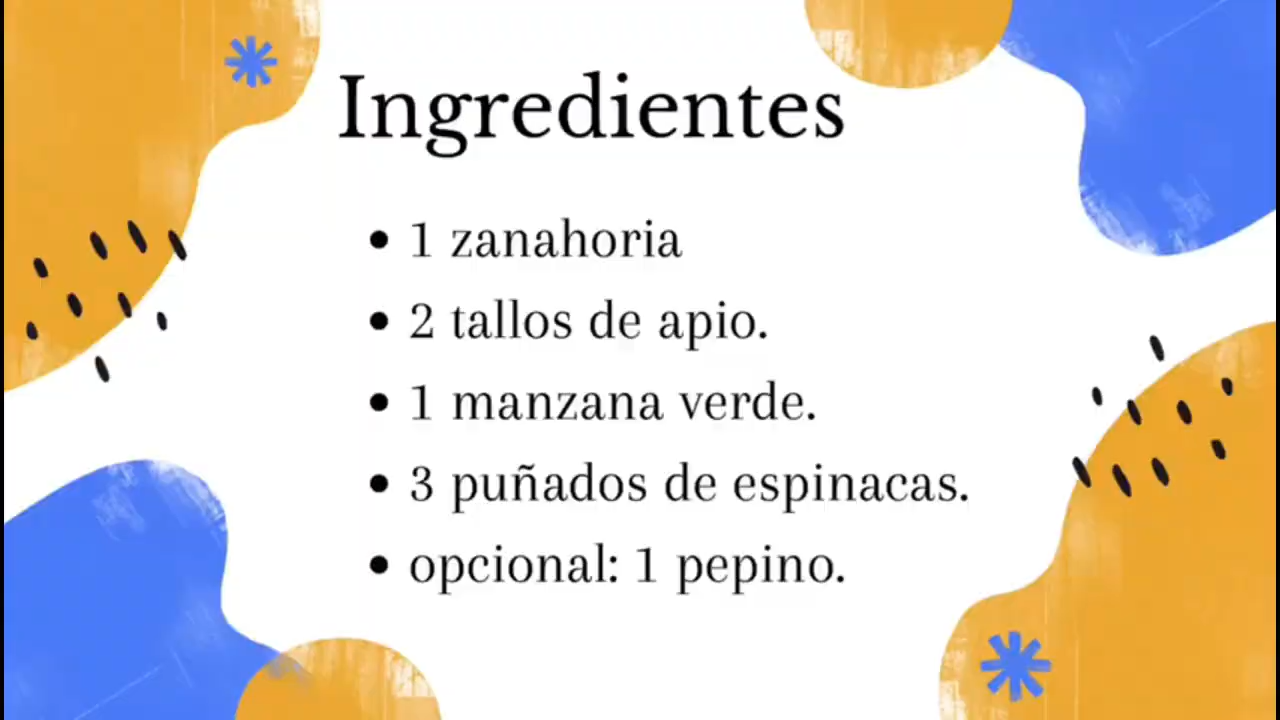 Ingredientes
• 1 zanahoria
• 2 tallos de apio.
• 1 manzana verde.
• 3 puñados de espinacas.
• opcional: 1 pepino.